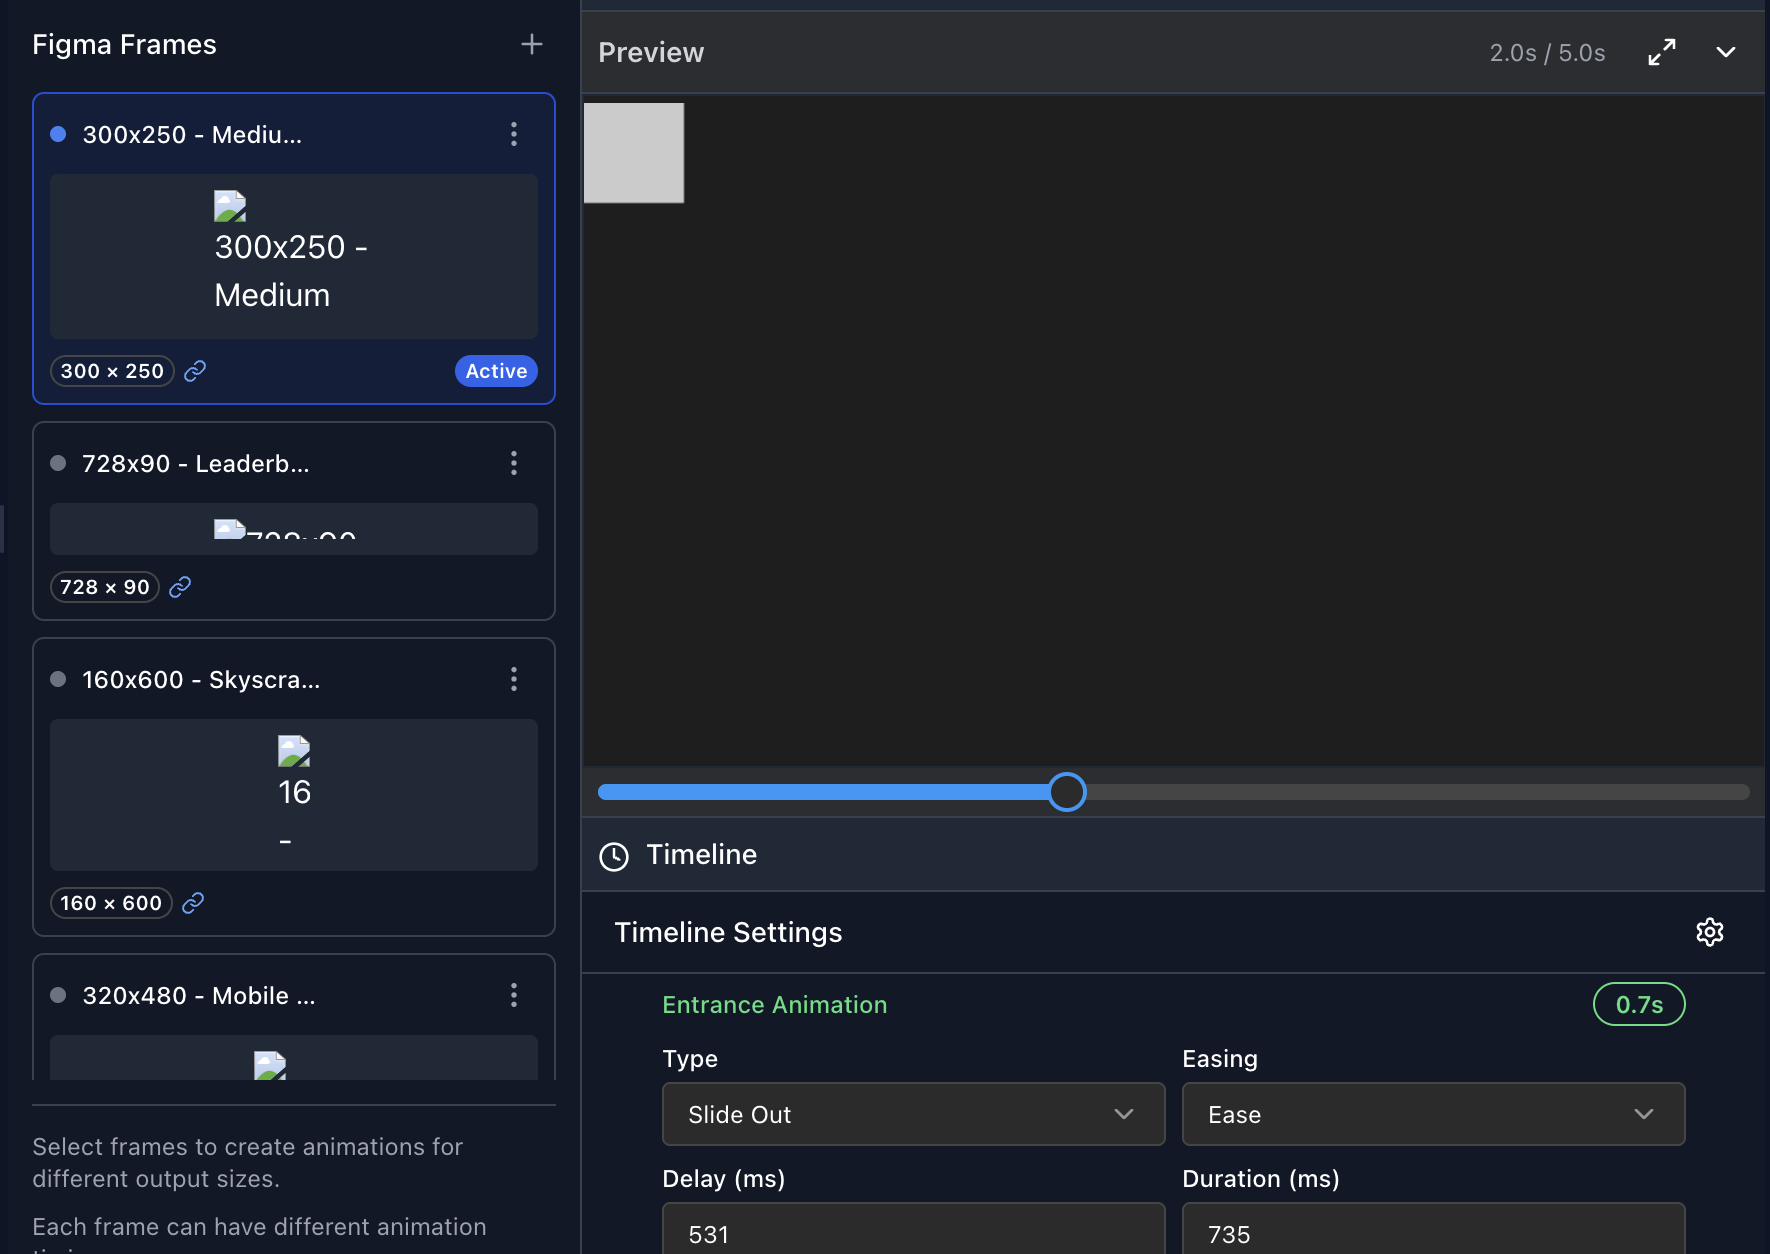 Figma Frames
300x250 - Mediu...
300x250 -
Medium
300 × 250
Active
728x90 - Leaderb...
728x90
728 × 90
160x600 - Skyscra...
16
-
160 × 600
320x480 - Mobile ...
Select frames to create animations for
different output sizes.
Each frame can have different animation
Preview
2.0s / 5.0s
Timeline
Timeline Settings
Entrance Animation
0.7s
Type
Easing
Slide Out
Ease
Delay (ms)
Duration (ms)
531
735